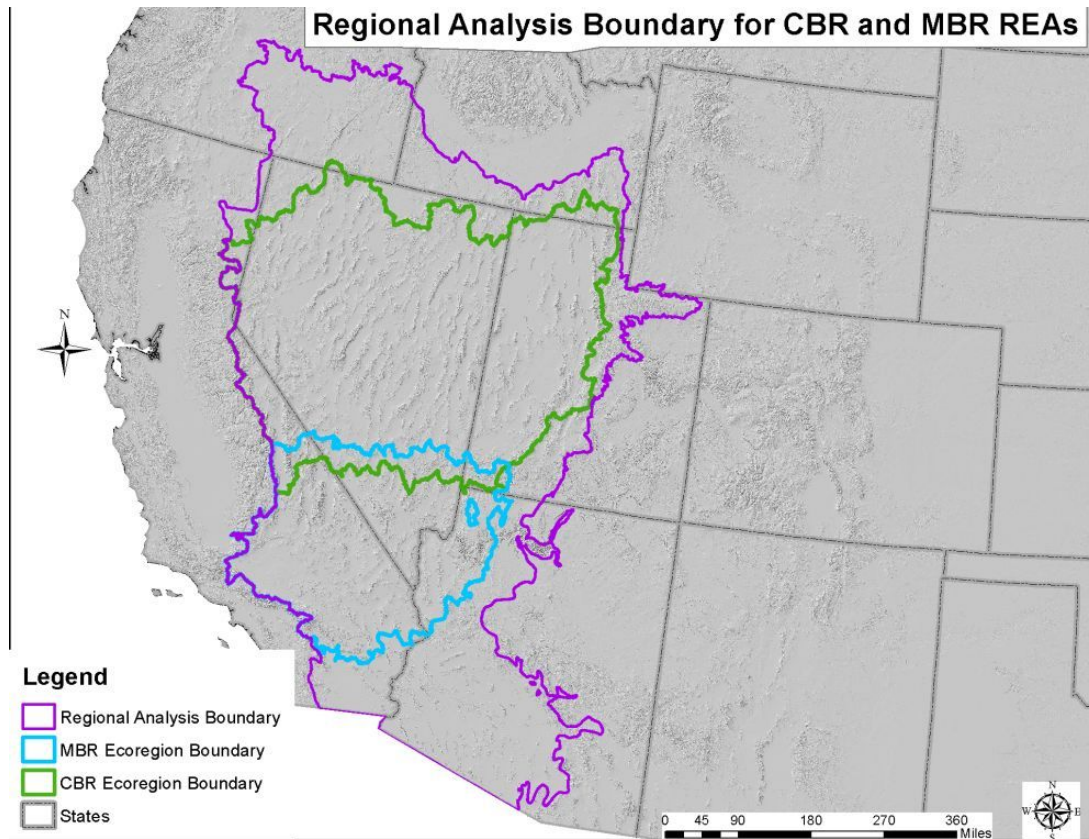 Regional Analysis Boundary for CBR and MBR REAs
N
Legend
Regional Analysis Boundary
MBR Ecoregion Boundary
CBR Ecoregion Boundary
States
0 45 90 180 270 360
Miles
N
W E
S